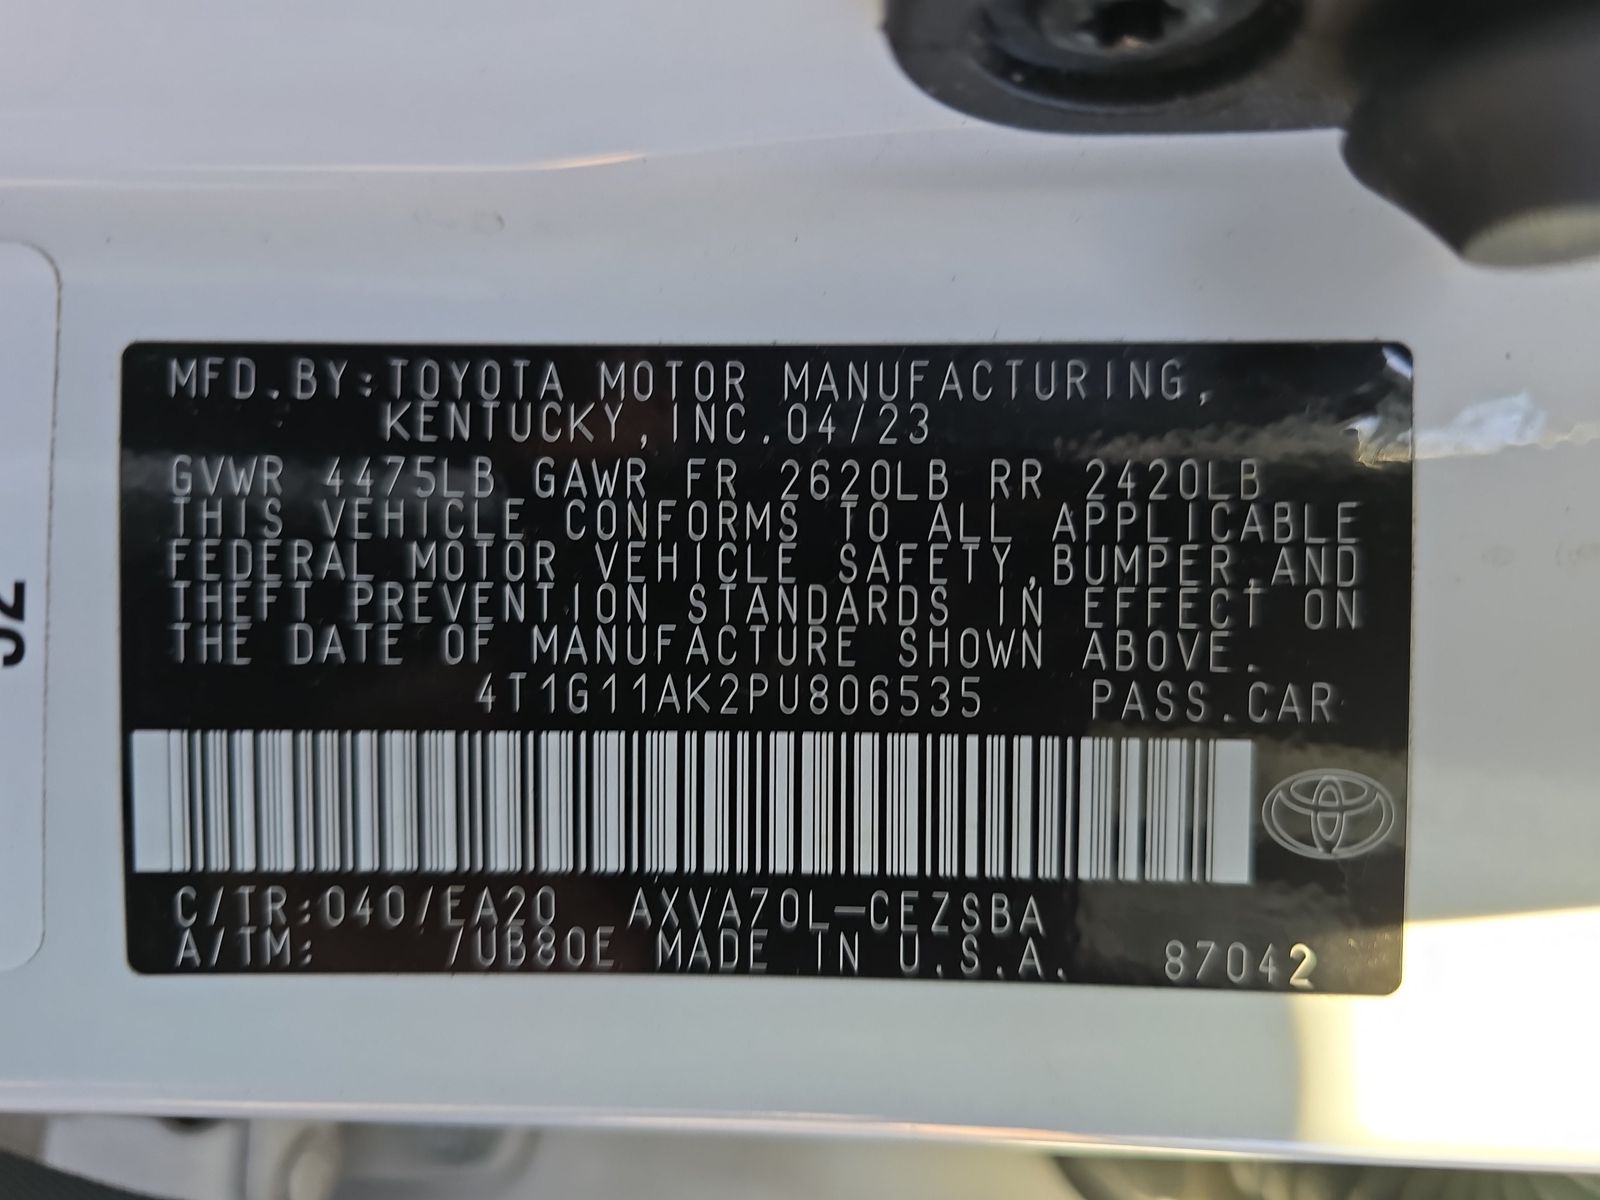 MFD.BY:TOYOTA MOTOR MANUFACTURING,
KENTUCKY,INC.04/23
GVWR 4475LB GAWR FR 2620LB RR 2420LB
THIS VEHICLE CONFORMS TO ALL APPLICABLE
FEDERAL MOTOR VEHICLE SAFETY,BUMPER,AND
THEFT PREVENTION STANDARDS IN EFFECT ON
THE DATE OF MANUFACTURE SHOWN ABOVE.
4T1G11AK2PU806535 PASS.CAR
C/TR:040/EA20 AXVA70L-CEZSBA
A/TM: /UB80E MADE IN U.S.A. 87042